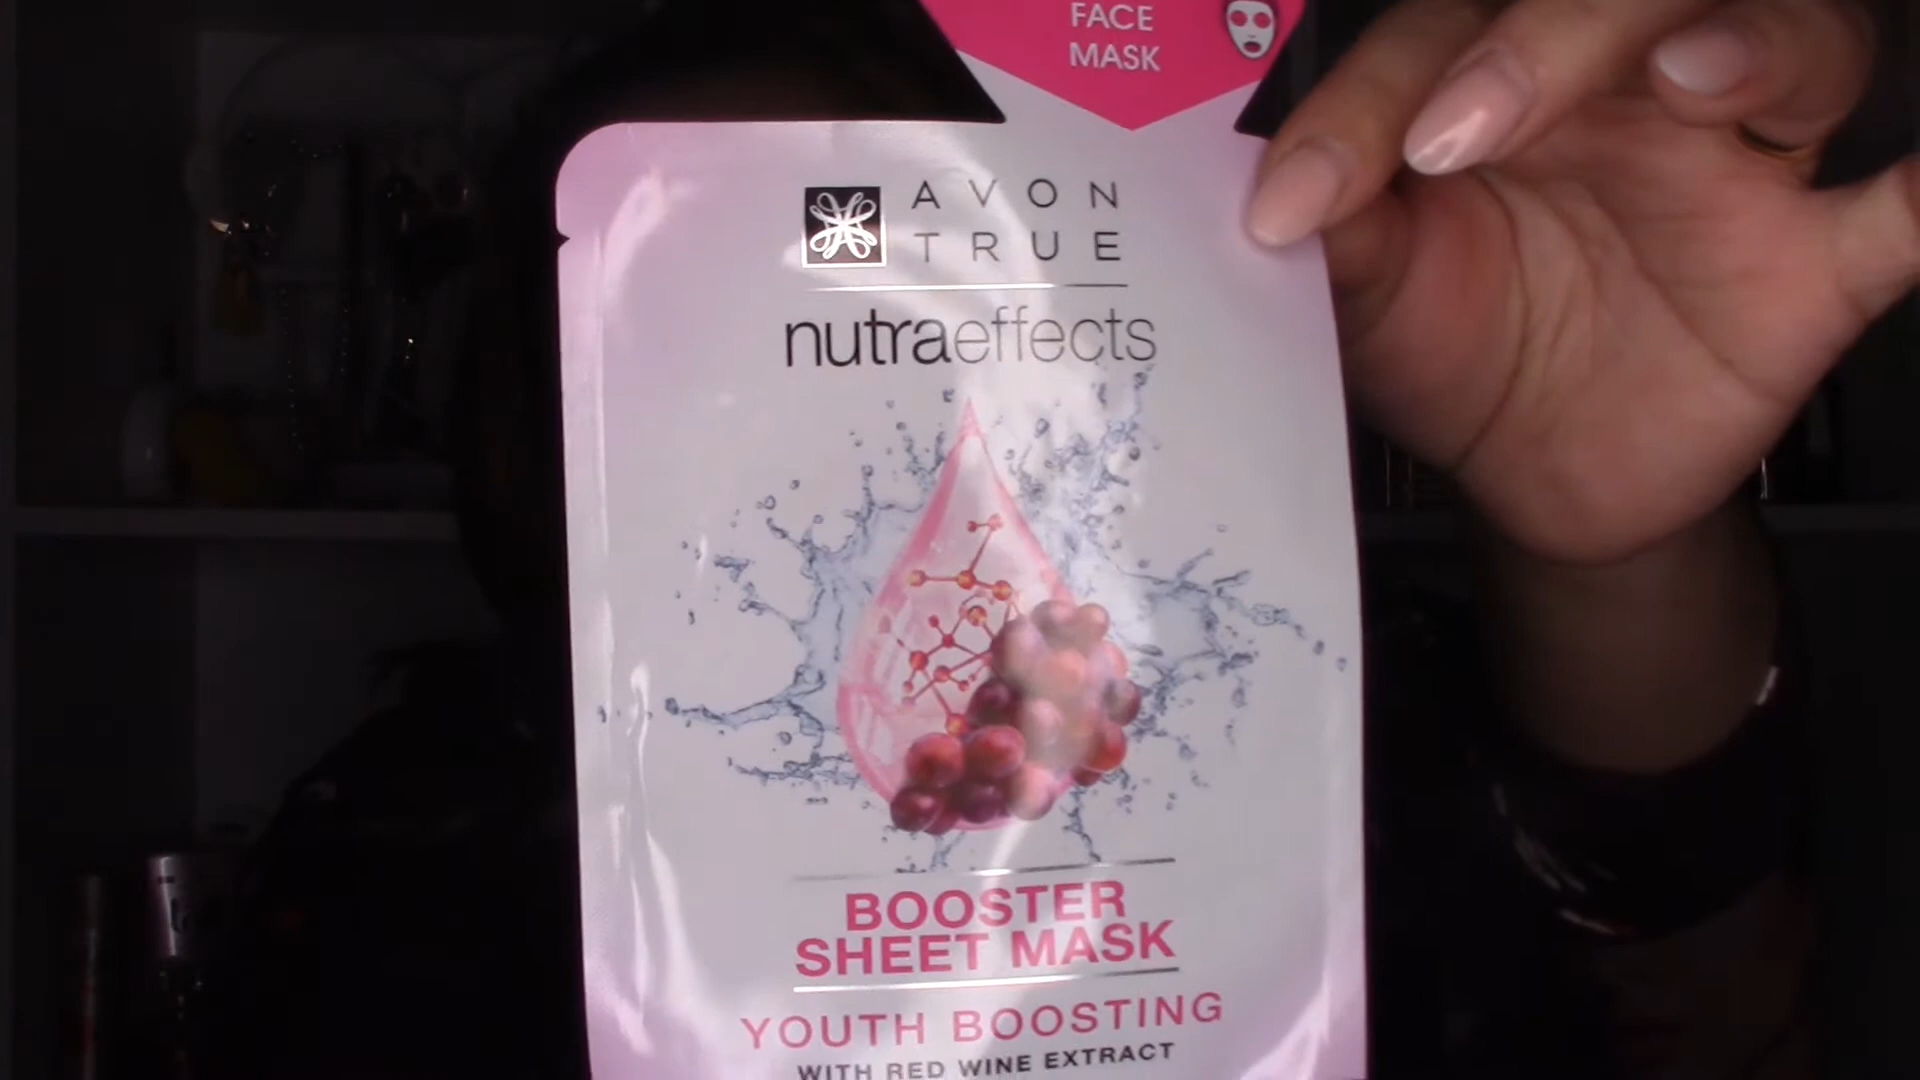 FACE
MASK
AVON
TRUE
nutraeffects
BOOSTER
SHEET MASK
YOUTH BOOSTING
WITH RED WINE EXTRACT